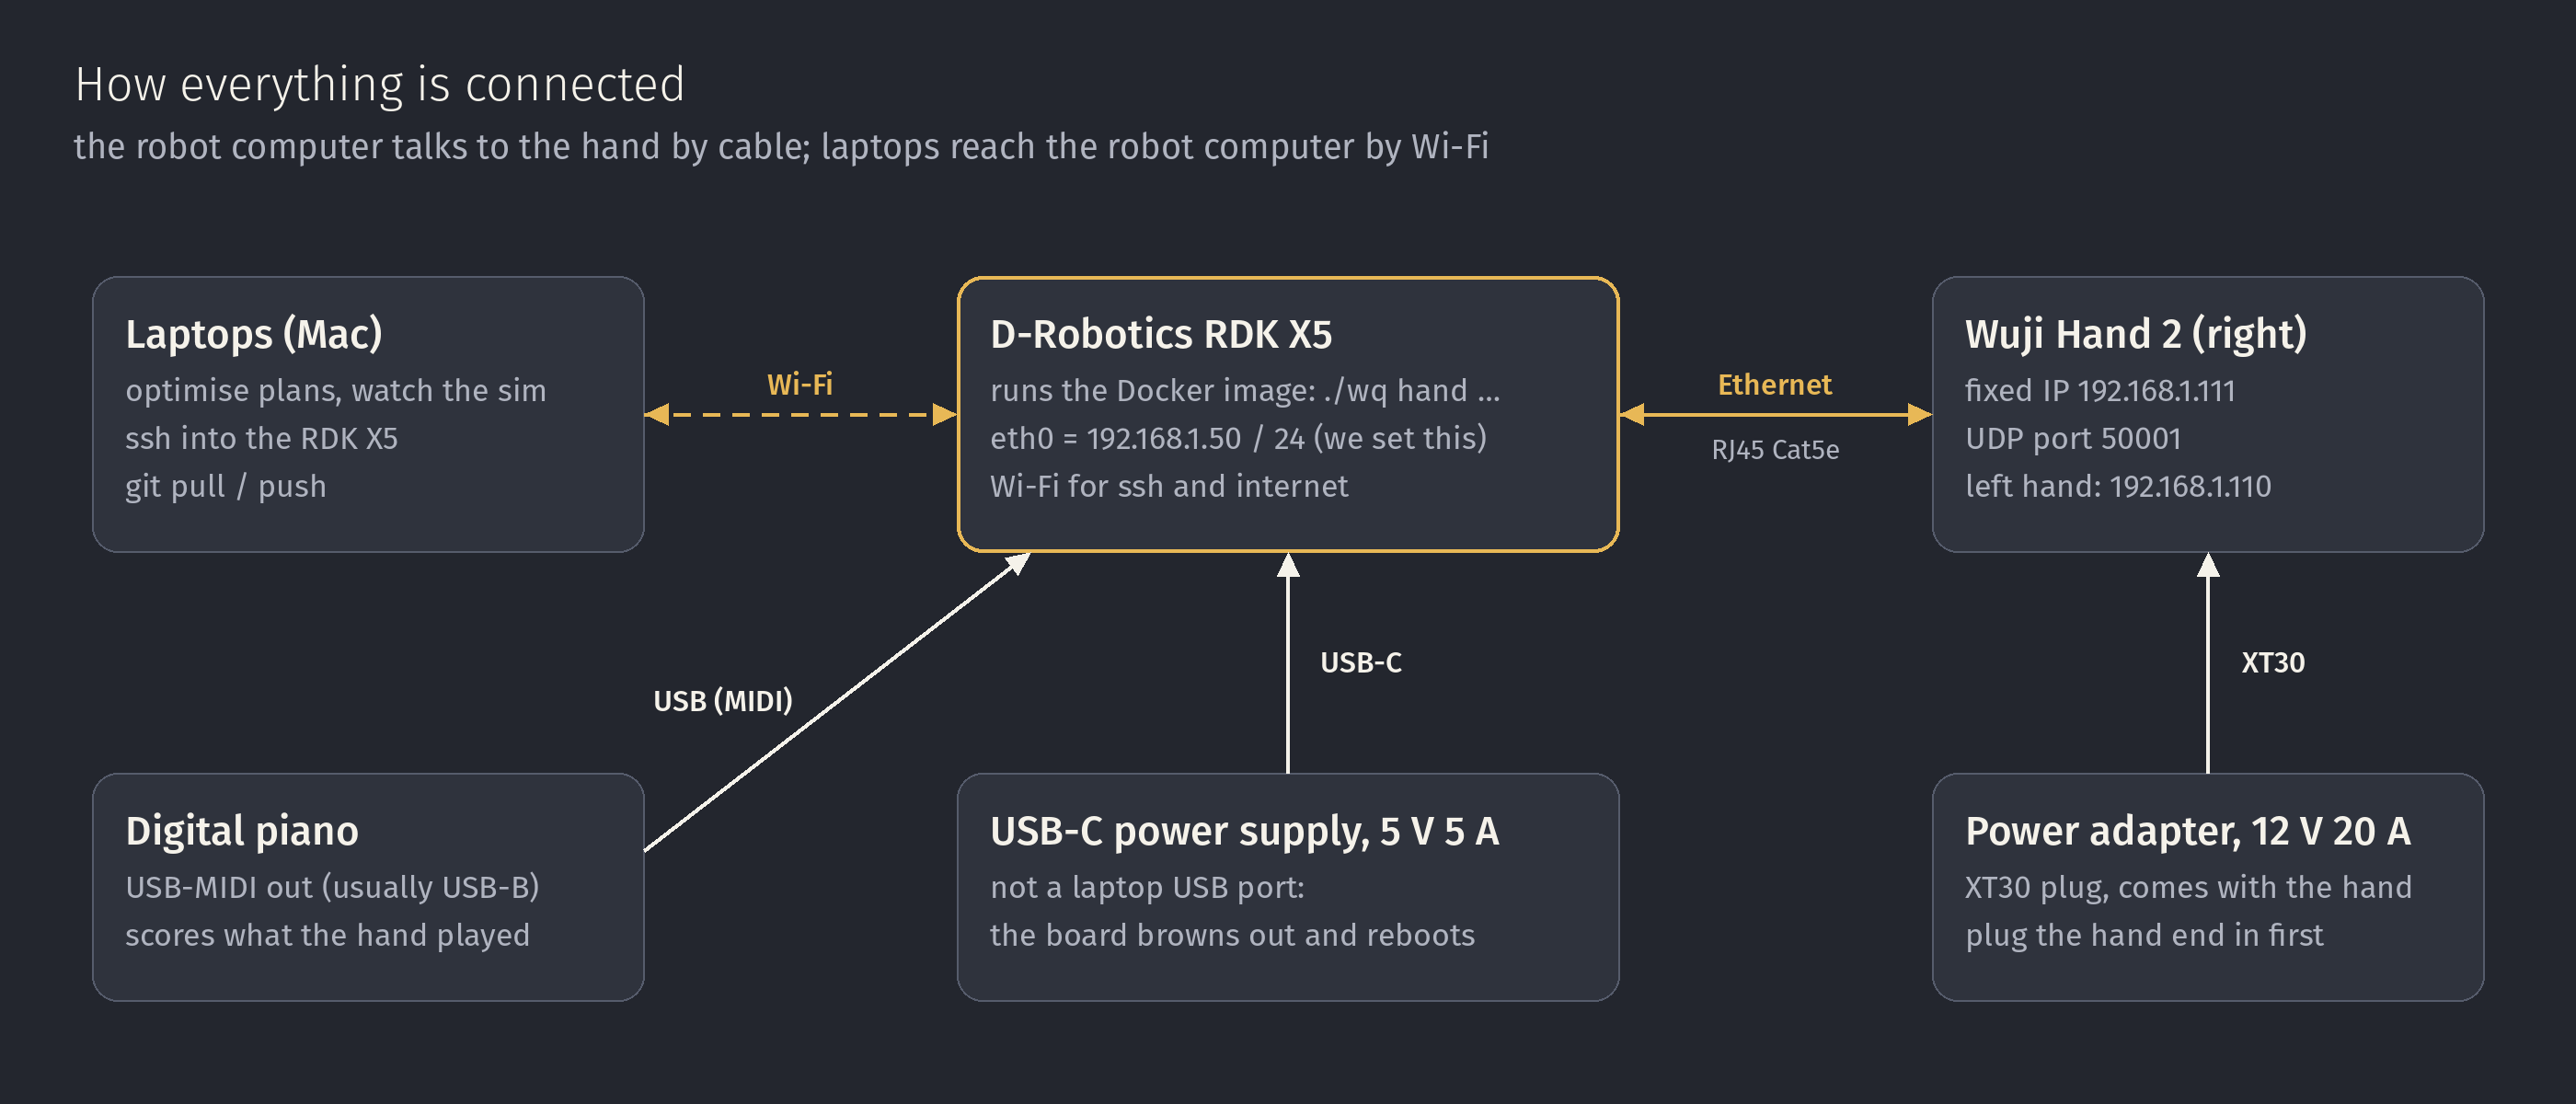 How everything is connected
the robot computer talks to the hand by cable; laptops reach the robot computer by Wi-Fi
Laptops (Mac)
optimise plans, watch the sim
ssh into the RDK X5
git pull / push
Wi-Fi
D-Robotics RDK X5
runs the Docker image: ./wq hand ...
eth0 = 192.168.1.50 / 24 (we set this)
Wi-Fi for ssh and internet
Ethernet
RJ45 Cat5e
Wuji Hand 2 (right)
fixed IP 192.168.1.111
UDP port 50001
left hand: 192.168.1.110
USB (MIDI)
USB-C
XT30
Digital piano
USB-MIDI out (usually USB-B)
scores what the hand played
USB-C power supply, 5 V 5 A
not a laptop USB port:
the board browns out and reboots
Power adapter, 12 V 20 A
XT30 plug, comes with the hand
plug the hand end in first